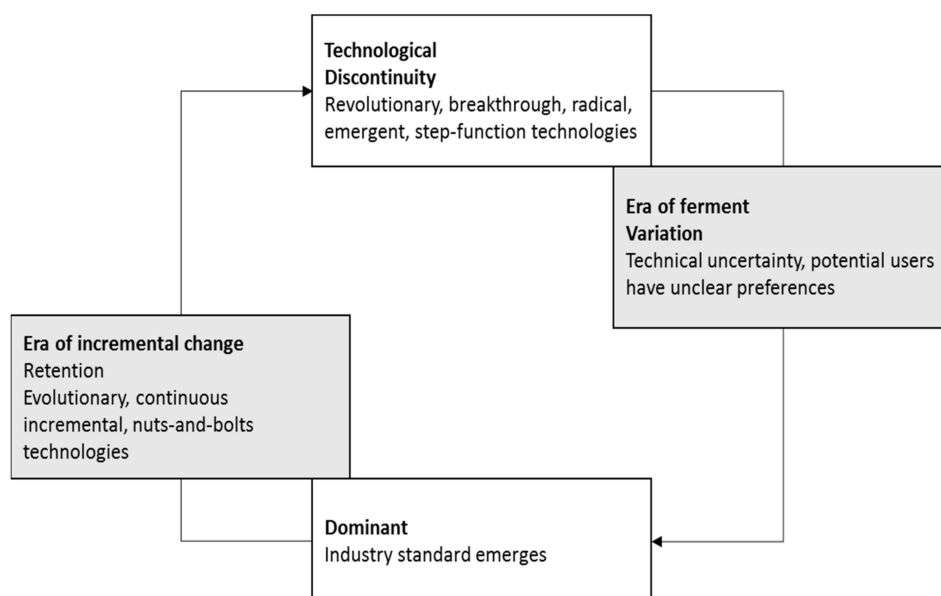 Technological
Discontinuity
Revolutionary, breakthrough, radical,
emergent, step-function technologies
Era of ferment
Variation
Technical uncertainty, potential users
have unclear preferences
Era of incremental change
Retention
Evolutionary, continuous
incremental, nuts-and-bolts
technologies
Dominant
Industry standard emerges